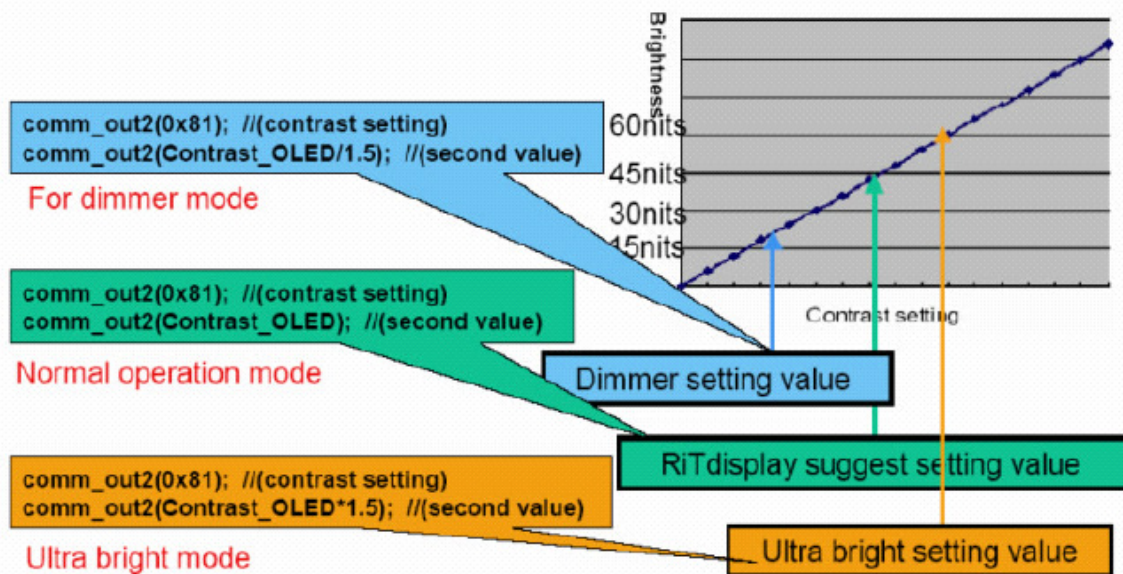 Brightness
60nits
45nits
30nits
15nits
Contrast setting
comm_out2(0x81); //(contrast setting)
comm_out2(Contrast_OLED/1.5); //(second value)
For dimmer mode
comm_out2(0x81); //(contrast setting)
comm_out2(Contrast_OLED); //(second value)
Normal operation mode
Dimmer setting value
RiTdisplay suggest setting value
comm_out2(0x81); //(contrast setting)
comm_out2(Contrast_OLED*1.5); //(second value)
Ultra bright mode
Ultra bright setting value